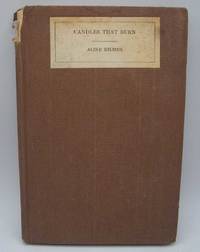 CANDLES THAT BURN
ALINE KILMER